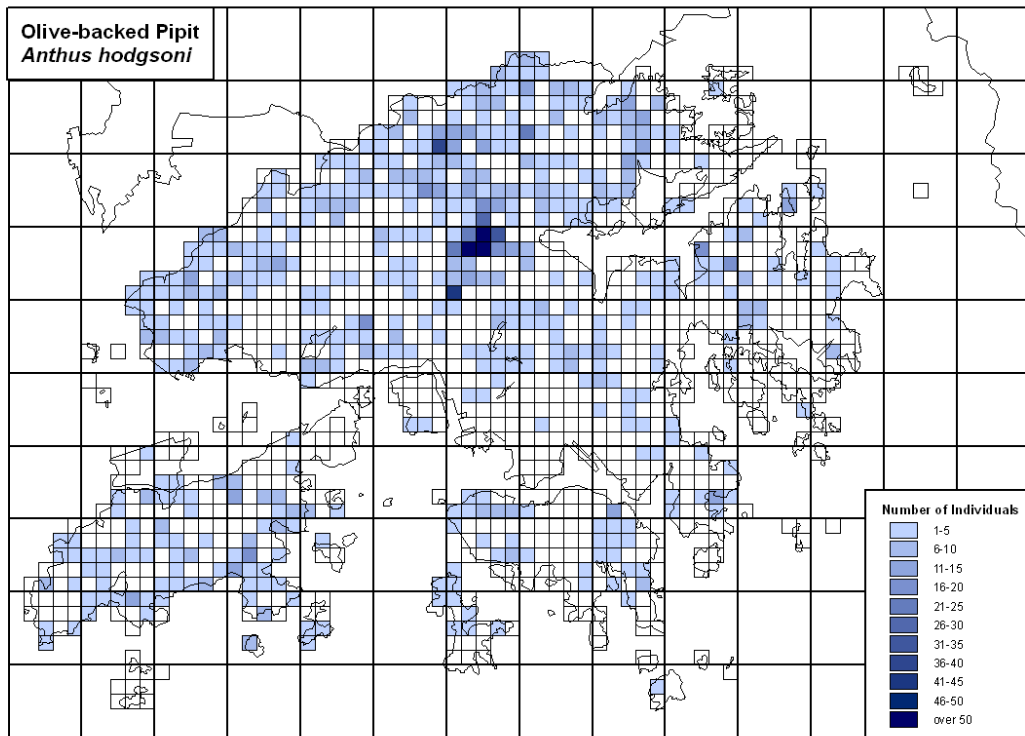 Olive-backed Pipit
Anthus hodgsoni
Number of Individuals
1-5
6-10
11-15
16-20
21-25
26-30
31-35
36-40
41-45
46-50
over 50